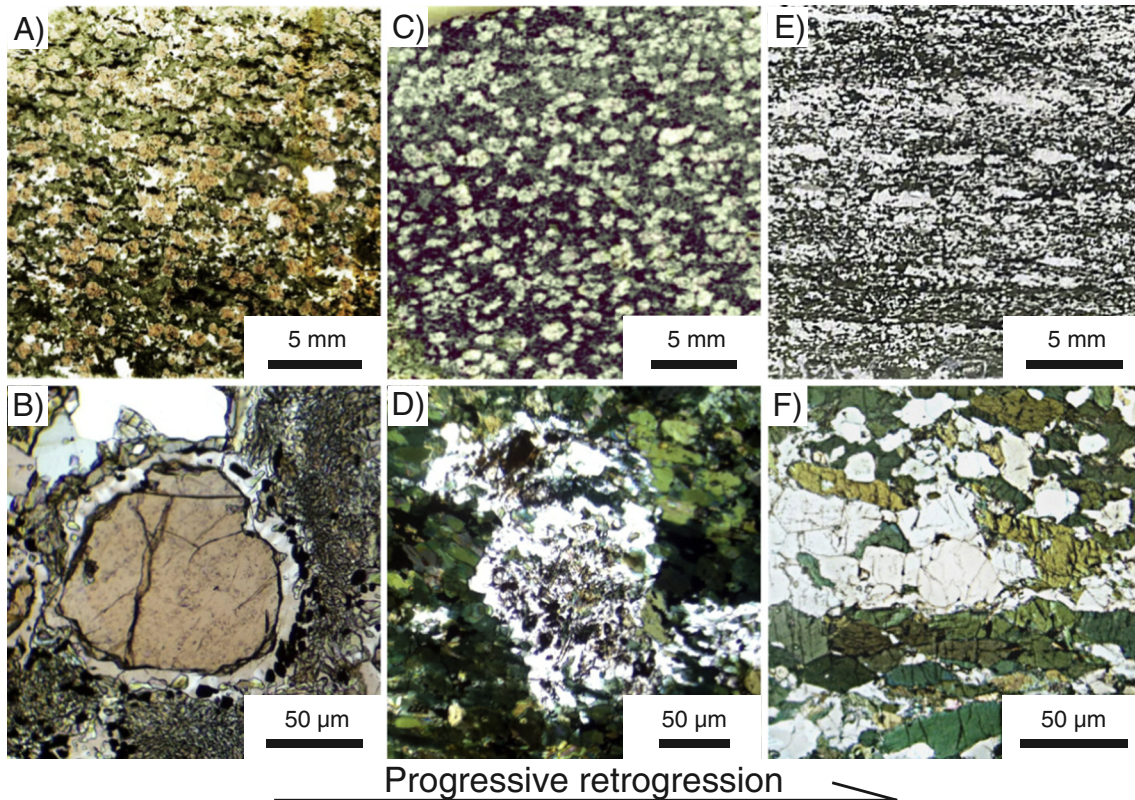 A)
C)
E)
5 mm
5 mm
5 mm
B)
D)
F)
50 µm
50 µm
50 µm
Progressive retrogression